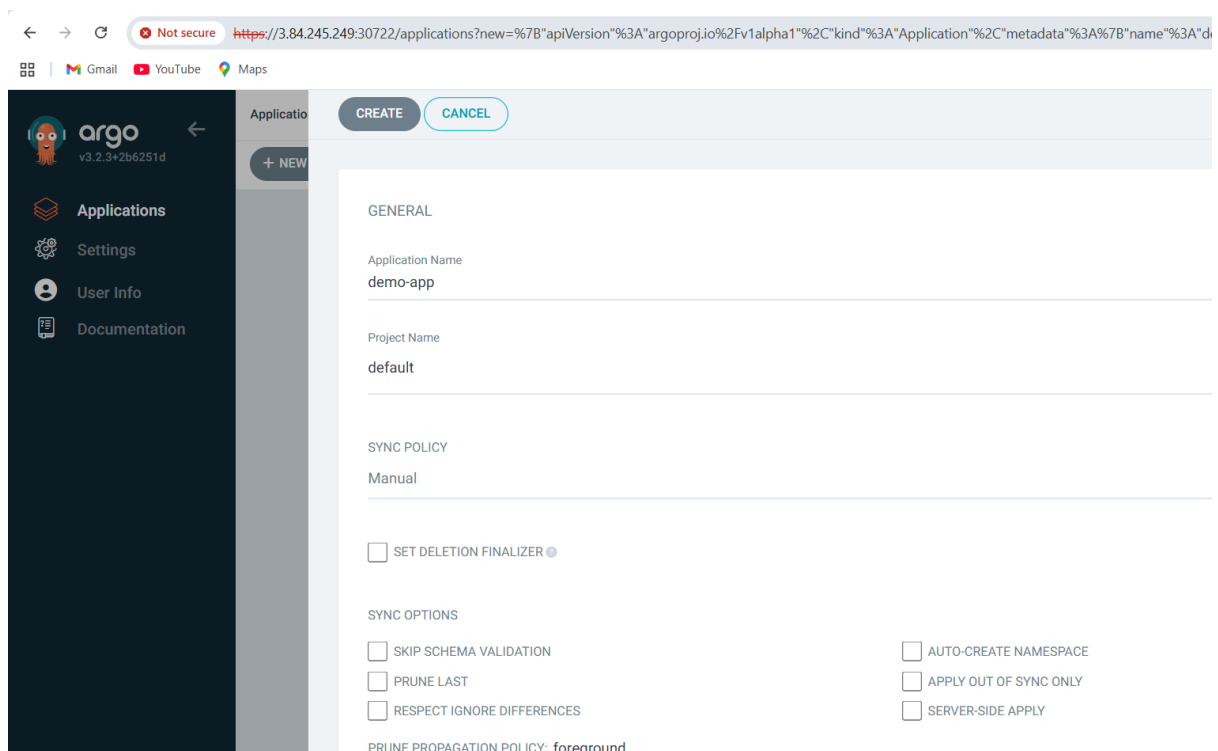 Not secure https://3.84.245.249:30722/applications?new=%7B"apiVersion"%3A"argoproj.io%2Fv1alpha1"%2C"kind"%3A"Application"%2C"metadata"%3A%7B"name"%3A"de
Gmail YouTube Maps
argo
v3.2.3+2b6251d
Applications
Settings
User Info
Documentation
Applicatio
+ NEW
CREATE CANCEL
GENERAL
Application Name
demo-app
Project Name
default
SYNC POLICY
Manual
SET DELETION FINALIZER ?
SYNC OPTIONS
SKIP SCHEMA VALIDATION AUTO-CREATE NAMESPACE
PRUNE LAST APPLY OUT OF SYNC ONLY
RESPECT IGNORE DIFFERENCES SERVER-SIDE APPLY
PRUNE PROPAGATION POLICY: foreground